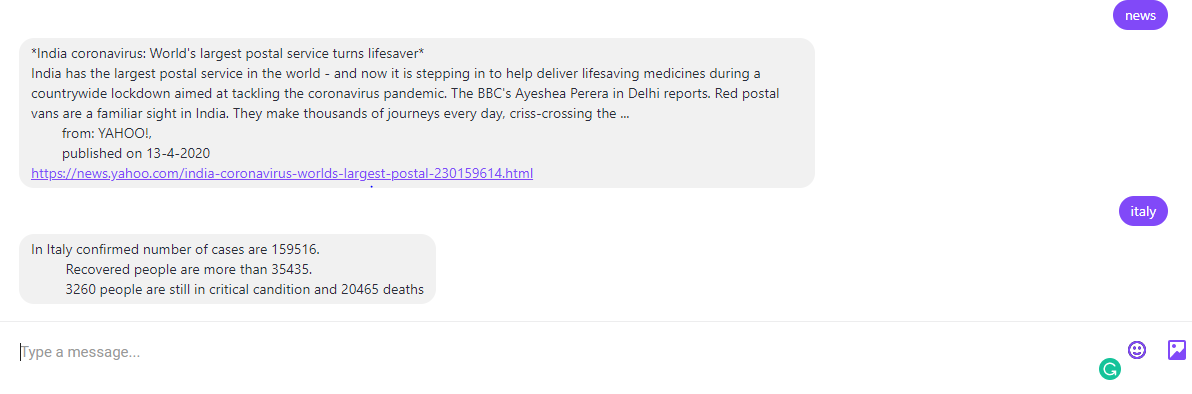 news
*India coronavirus: World's largest postal service turns lifesaver*
India has the largest postal service in the world - and now it is stepping in to help deliver lifesaving medicines during a
countrywide lockdown aimed at tackling the coronavirus pandemic. The BBC's Ayeshea Perera in Delhi reports. Red postal
vans are a familiar sight in India. They make thousands of journeys every day, criss-crossing the ...
from: YAHOO!,
published on 13-4-2020
https://news.yahoo.com/india-coronavirus-worlds-largest-postal-230159614.html
italy
In Italy confirmed number of cases are 159516.
Recovered people are more than 35435.
3260 people are still in critical candition and 20465 deaths
Type a message...